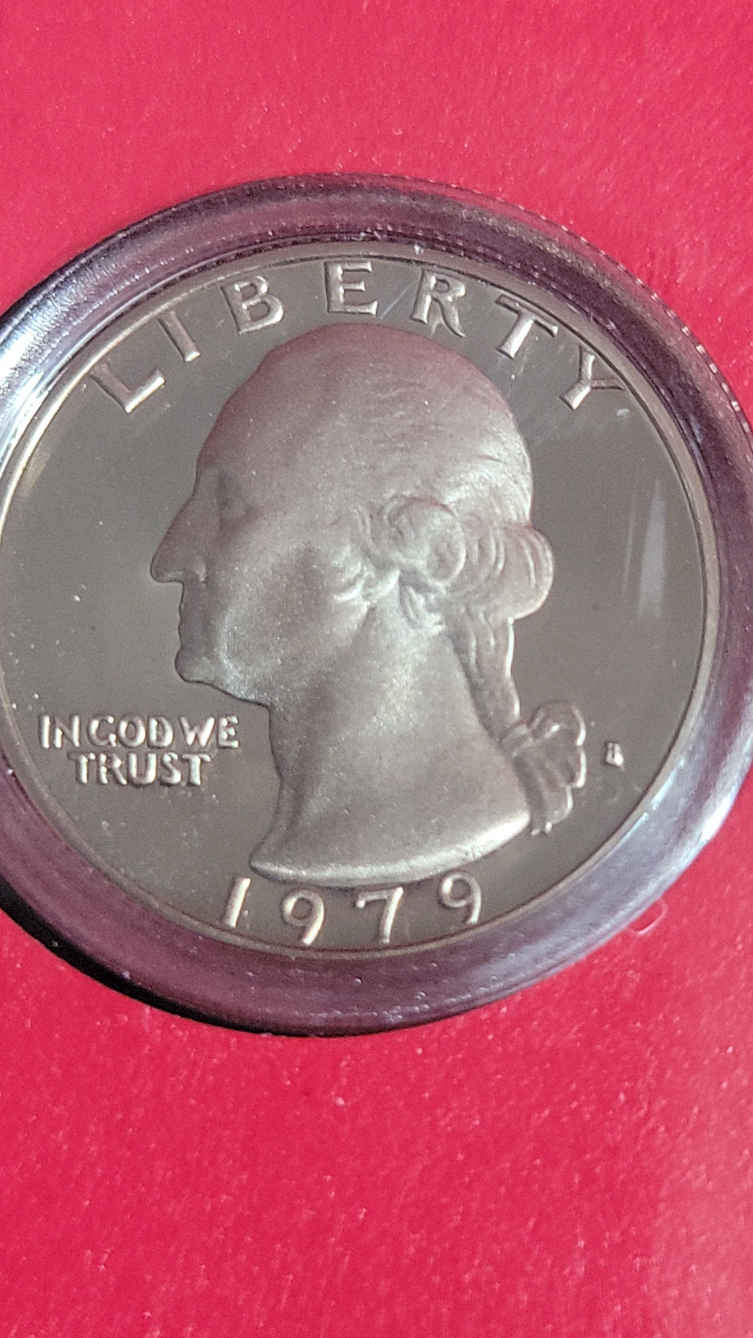 LIBERTY
IN GOD WE
TRUST
1979